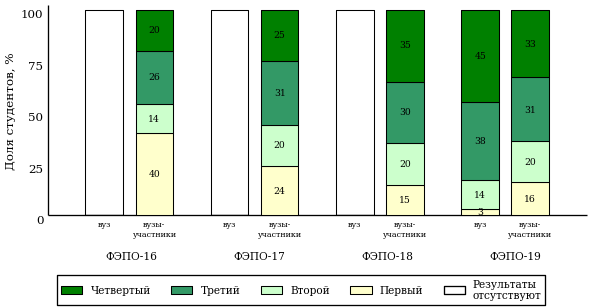 Доля студентов, %
100
75
50
25
0
20
26
14
40
25
31
20
24
35
30
20
15
45
38
14
3
33
31
20
16
вуз
вузы-
участники
вуз
вузы-
участники
вуз
вузы-
участники
вуз
вузы-
участники
ФЭПО-16
ФЭПО-17
ФЭПО-18
ФЭПО-19
Четвертый
Третий
Второй
Первый
Результаты
отсутствуют